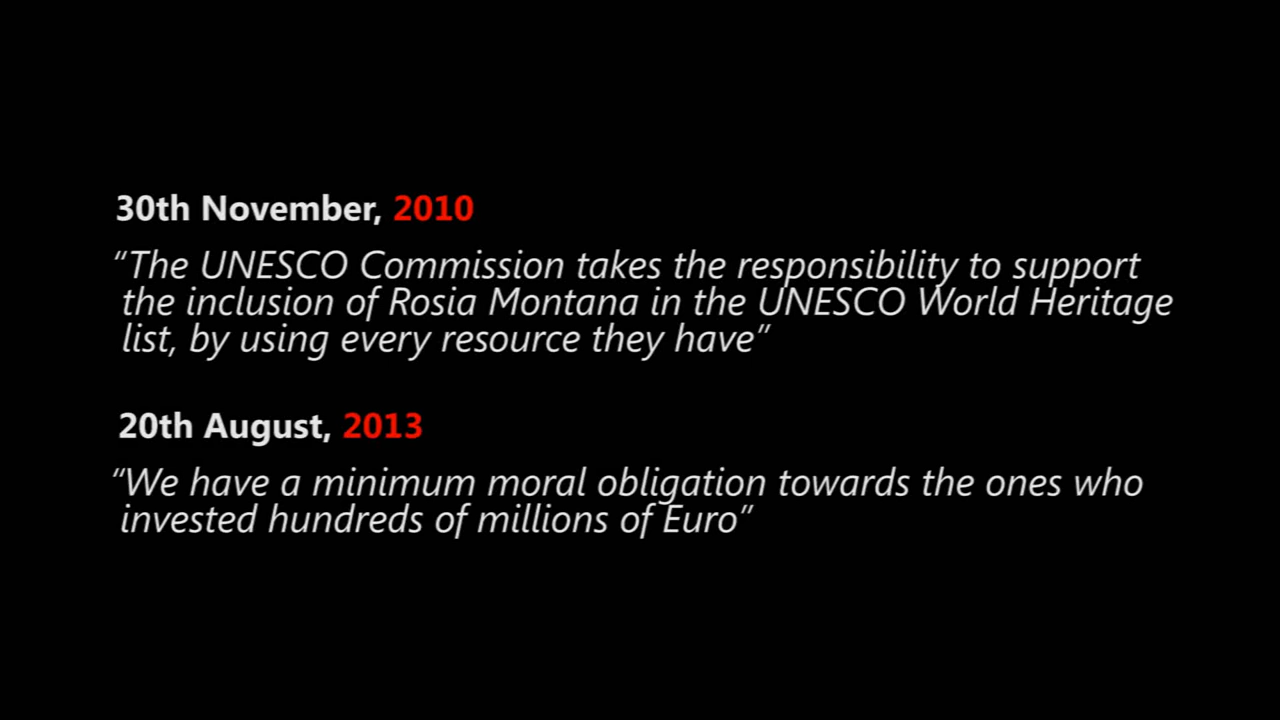 30th November, 2010
“The UNESCO Commission takes the responsibility to support
the inclusion of Rosia Montana in the UNESCO World Heritage
list, by using every resource they have”
20th August, 2013
“We have a minimum moral obligation towards the ones who
invested hundreds of millions of Euro”